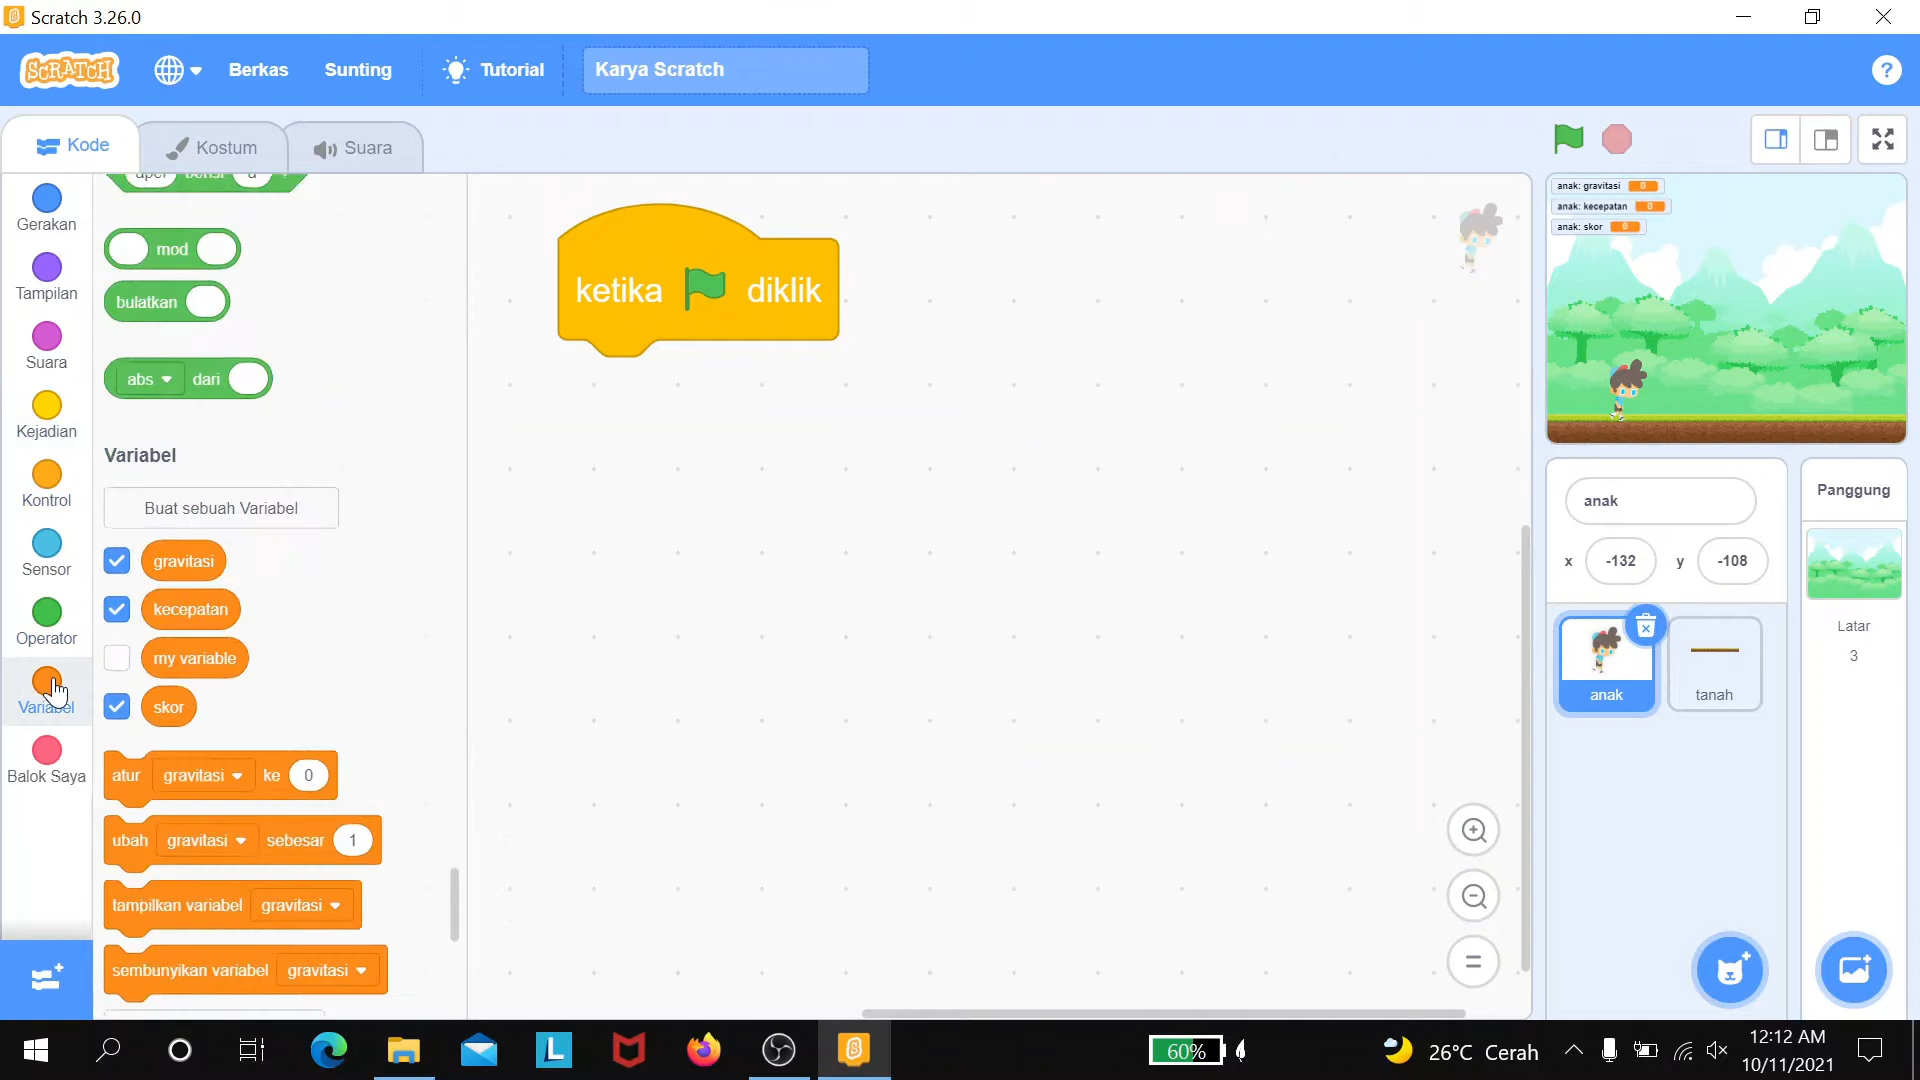 Scratch 3.26.0
SCRATCH
Berkas
Sunting
Tutorial
Karya Scratch
?
Kode
Kostum
Suara
Gerakan
Tampilan
Suara
Kejadian
Kontrol
Sensor
Operator
Variabel
Balok Saya
mod
bulatkan
abs dari
Variabel
Buat sebuah Variabel
gravitasi
kecepatan
my variable
skor
atur gravitasi ke 0
ubah gravitasi sebesar 1
tampilkan variabel gravitasi
sembunyikan variabel gravitasi
ketika diklik
anak: gravitasi 0
anak: kecepatan 0
anak: skor 0
anak
x -132 y -108
anak
tanah
Panggung
Latar
3
60%
26°C Cerah
12:12 AM
10/11/2021